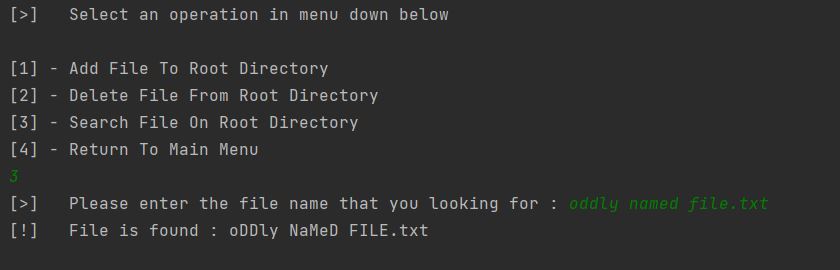 [>]   Select an operation in menu down below
[1] - Add File To Root Directory
[2] - Delete File From Root Directory
[3] - Search File On Root Directory
[4] - Return To Main Menu
3
[>]   Please enter the file name that you looking for : oddly named file.txt
[!]   File is found : oDDly NaMeD FILE.txt